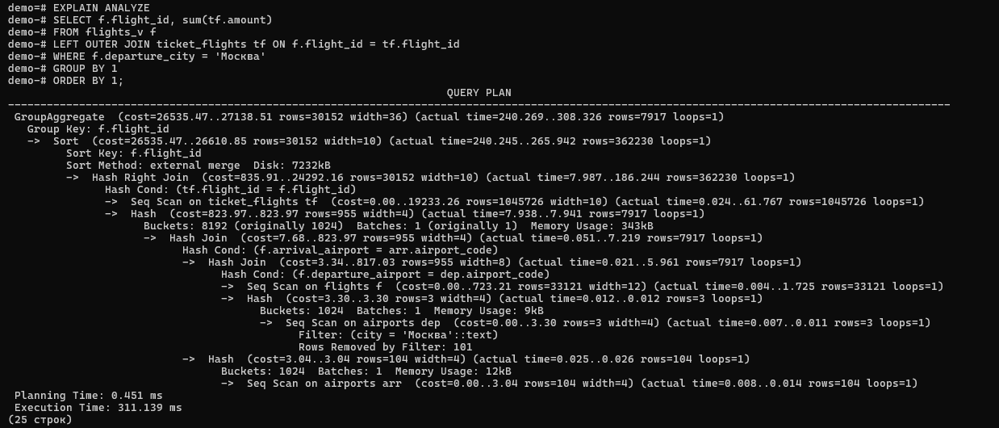 demo=# EXPLAIN ANALYZE
demo-# SELECT f.flight_id, sum(tf.amount)
demo-# FROM flights_v f
demo-# LEFT OUTER JOIN ticket_flights tf ON f.flight_id = tf.flight_id
demo-# WHERE f.departure_city = 'Москва'
demo-# GROUP BY 1
demo-# ORDER BY 1;
QUERY PLAN
--------------------------------------------------------------------------------------------------------------------------------------------------
GroupAggregate  (cost=26535.47..27138.51 rows=30152 width=36) (actual time=240.269..308.326 rows=7917 loops=1)
  Group Key: f.flight_id
  ->  Sort  (cost=26535.47..26610.85 rows=30152 width=10) (actual time=240.245..265.942 rows=362230 loops=1)
        Sort Key: f.flight_id
        Sort Method: external merge  Disk: 7232kB
        ->  Hash Right Join  (cost=835.91..24292.16 rows=30152 width=10) (actual time=7.987..186.244 rows=362230 loops=1)
              Hash Cond: (tf.flight_id = f.flight_id)
              ->  Seq Scan on ticket_flights tf  (cost=0.00..19233.26 rows=1045726 width=10) (actual time=0.024..61.767 rows=1045726 loops=1)
              ->  Hash  (cost=823.97..823.97 rows=955 width=4) (actual time=7.938..7.941 rows=7917 loops=1)
                    Buckets: 8192 (originally 1024)  Batches: 1 (originally 1)  Memory Usage: 343kB
                    ->  Hash Join  (cost=7.68..823.97 rows=955 width=4) (actual time=0.051..7.219 rows=7917 loops=1)
                          Hash Cond: (f.arrival_airport = arr.airport_code)
                          ->  Hash Join  (cost=3.34..817.03 rows=955 width=8) (actual time=0.021..5.961 rows=7917 loops=1)
                                Hash Cond: (f.departure_airport = dep.airport_code)
                                ->  Seq Scan on flights f  (cost=0.00..723.21 rows=33121 width=12) (actual time=0.004..1.725 rows=33121 loops=1)
                                ->  Hash  (cost=3.30..3.30 rows=3 width=4) (actual time=0.012..0.012 rows=3 loops=1)
                                      Buckets: 1024  Batches: 1  Memory Usage: 9kB
                                      ->  Seq Scan on airports dep  (cost=0.00..3.30 rows=3 width=4) (actual time=0.007..0.011 rows=3 loops=1)
                                            Filter: (city = 'Москва'::text)
                                            Rows Removed by Filter: 101
                          ->  Hash  (cost=3.04..3.04 rows=104 width=4) (actual time=0.025..0.026 rows=104 loops=1)
                                Buckets: 1024  Batches: 1  Memory Usage: 12kB
                                ->  Seq Scan on airports arr  (cost=0.00..3.04 rows=104 width=4) (actual time=0.008..0.014 rows=104 loops=1)
Planning Time: 0.451 ms
Execution Time: 311.139 ms
(25 строк)